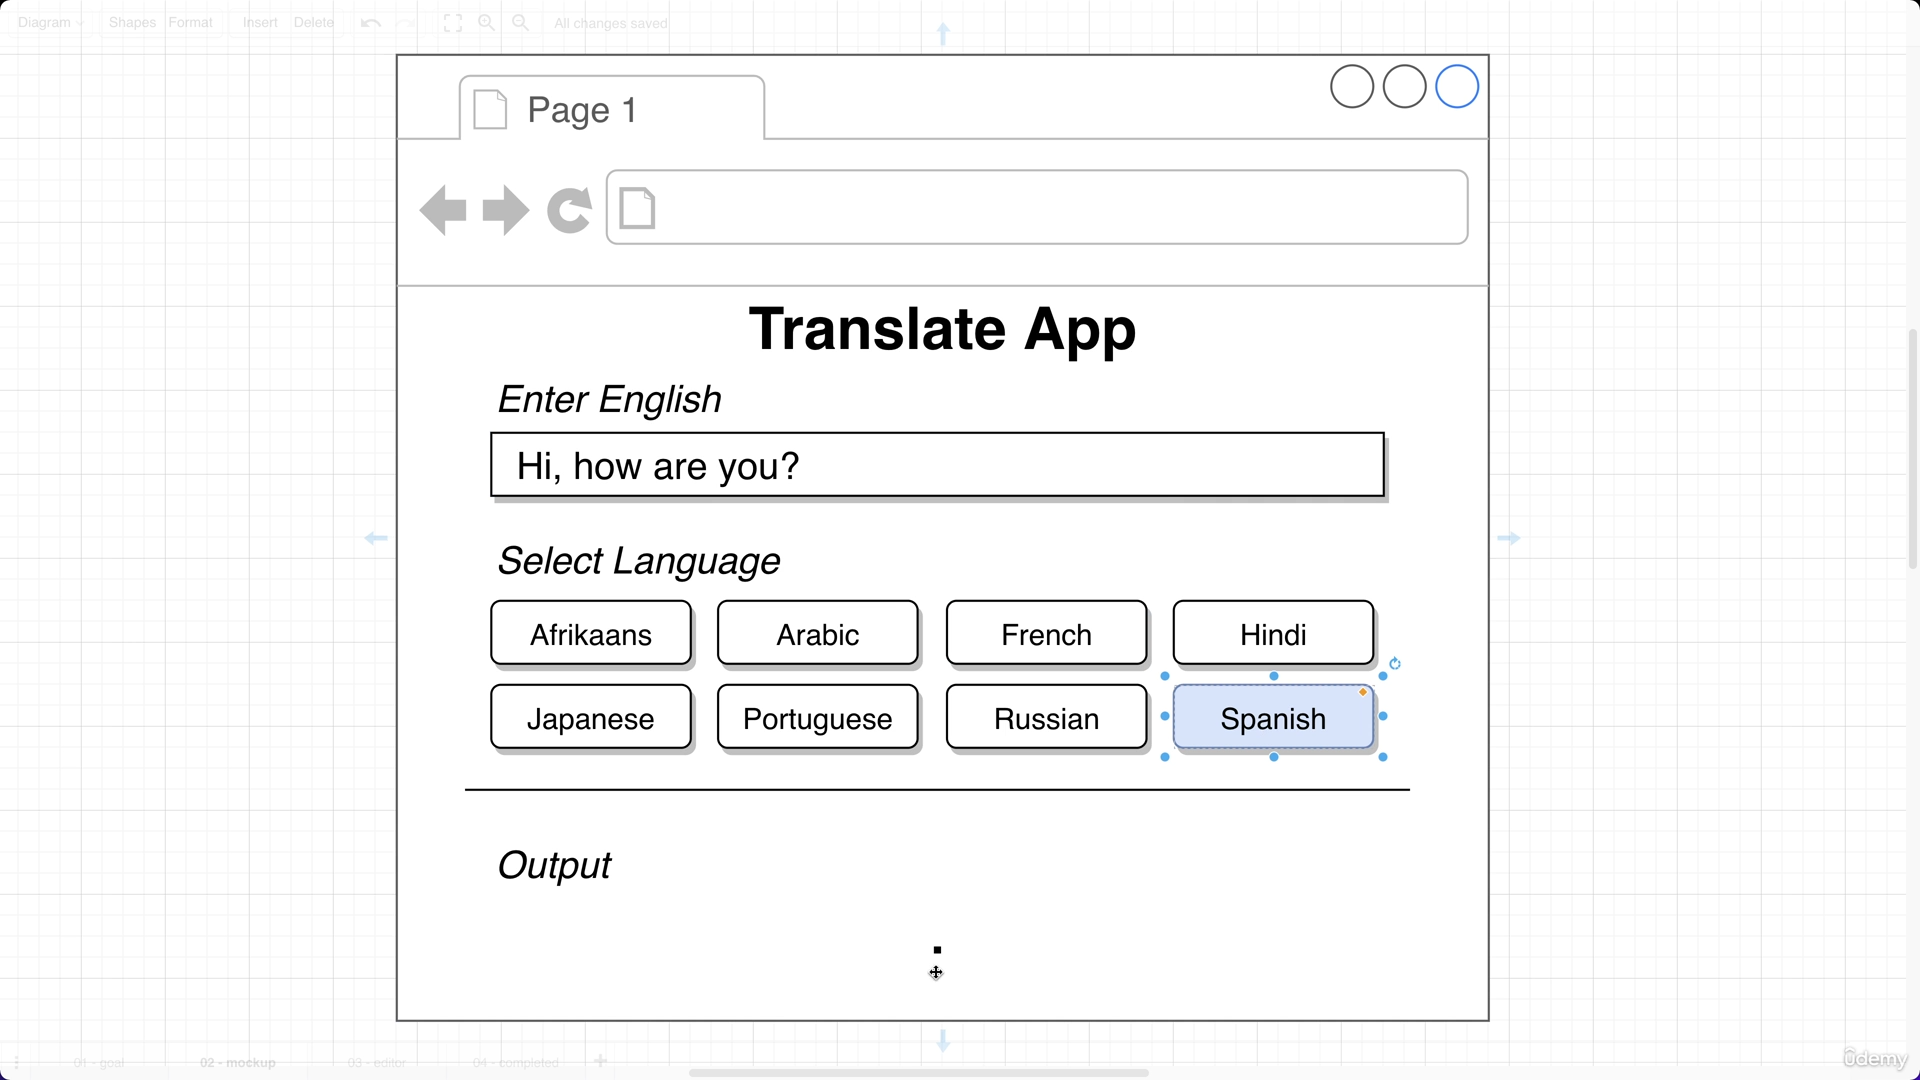 Diagram Shapes Format Insert Delete All changes saved
Page 1
Translate App
Enter English
Hi, how are you?
Select Language
Afrikaans Arabic French Hindi
Japanese Portuguese Russian Spanish
Output
.
01 - goal 02 - mockup 03 - editor 04 - completed
ûdemy